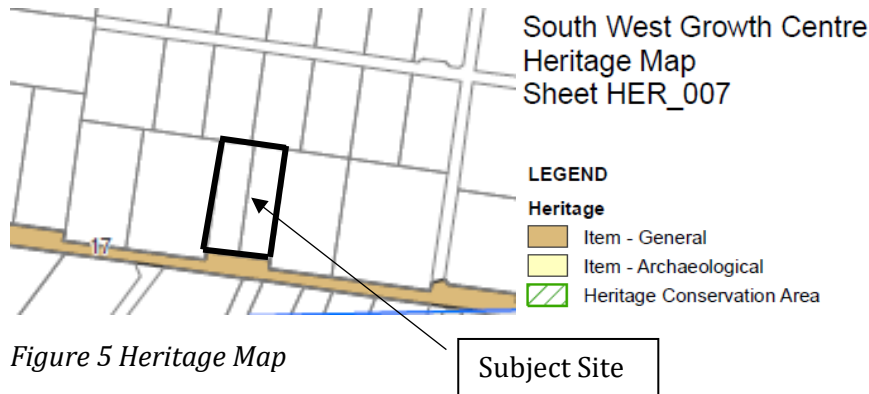 South West Growth Centre
Heritage Map
Sheet HER_007
LEGEND
Heritage
Item - General
Item - Archaeological
Heritage Conservation Area
17
Figure 5 Heritage Map
Subject Site